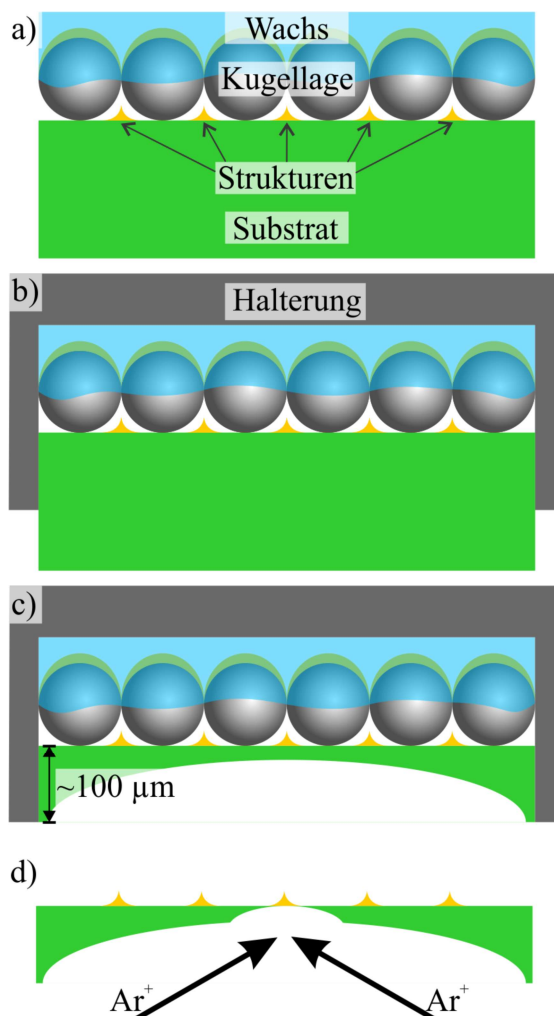 a)
Wachs
Kugellage
Strukturen
Substrat
b)
Halterung
c)
~100 µm
d)
Ar+ Ar+